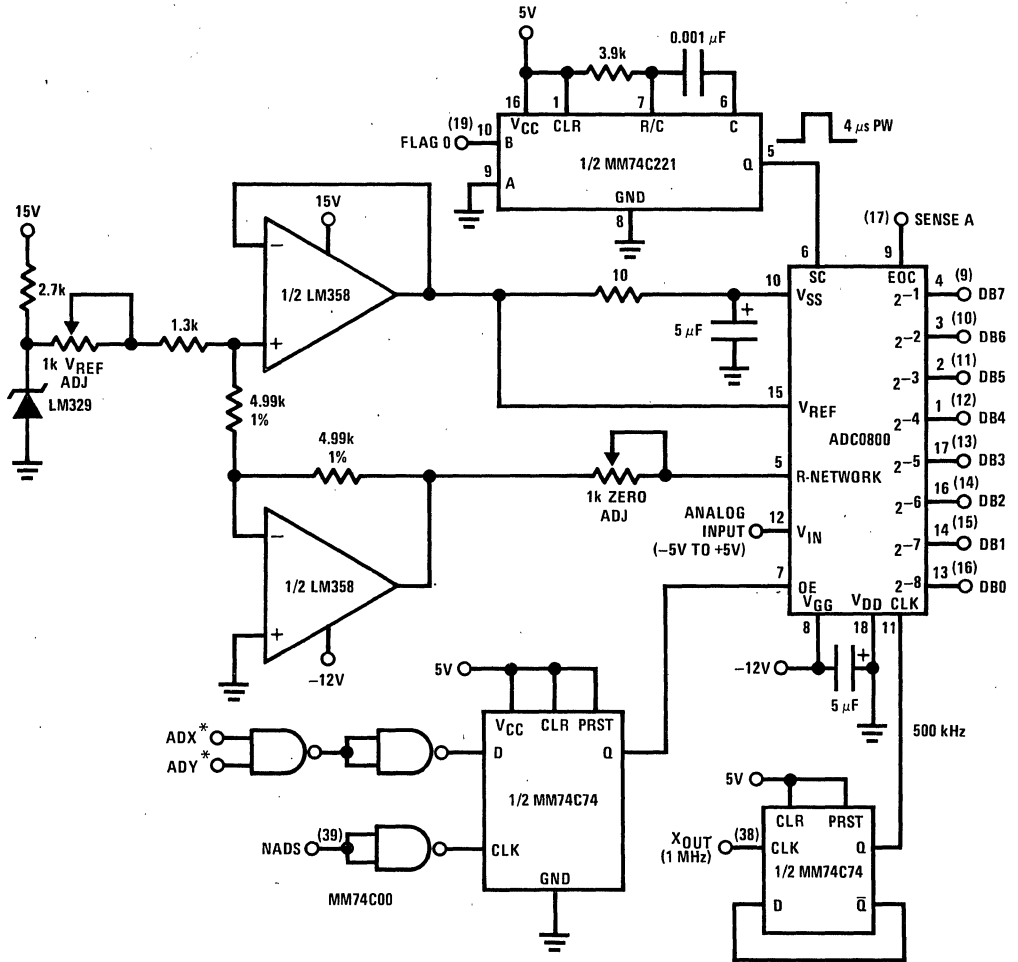 5V
3.9k
0.001 µF
16
1
7
6
VCC
CLR
R/C
C
(19)
FLAG 0
10
B
1/2 MM74C221
Q
5
4 µs PW
9
A
GND
8
15V
2.7k
1k VREF ADJ
LM329
1.3k
15V
−
1/2 LM358
+
4.99k
1%
4.99k
1%
−
1/2 LM358
+
−12V
10
+
5 µF
1k ZERO
ADJ
ANALOG
INPUT
(−5V TO +5V)
(17)
SENSE A
6
9
SC
EOC
10
VSS
15
VREF
ADC0800
5
R-NETWORK
12
VIN
7
OE
VGG
VDD
CLK
8
18
11
2−1
4
(9)
DB7
2−2
3
(10)
DB6
2−3
2
(11)
DB5
2−4
1
(12)
DB4
2−5
17
(13)
DB3
2−6
16
(14)
DB2
2−7
14
(15)
DB1
2−8
13
(16)
DB0
−12V
+
5 µF
500 kHz
5V
VCC
CLR
PRST
ADX*
ADY*
D
Q
1/2 MM74C74
NADS
(39)
CLK
GND
MM74C00
5V
CLR
PRST
XOUT
(1 MHz)
(38)
CLK
Q
1/2 MM74C74
D
Q̅